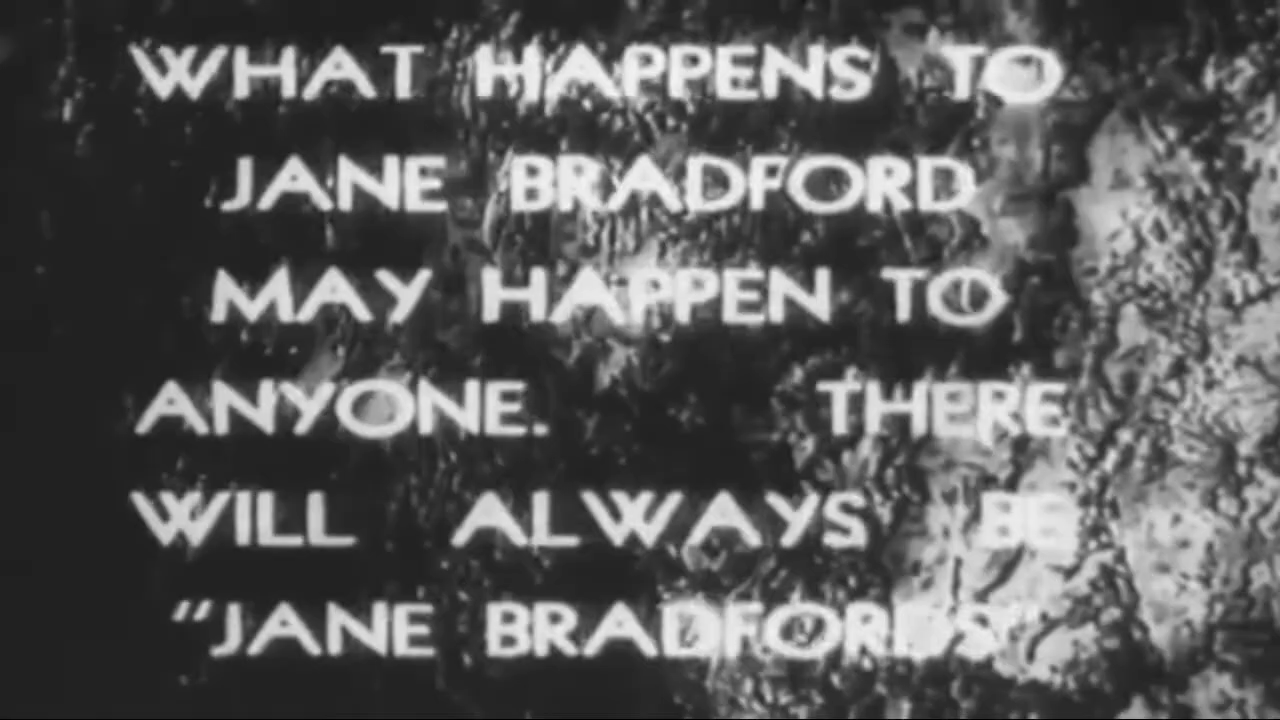 WHAT HAPPENS TO
JANE BRADFORD
MAY HAPPEN TO
ANYONE. THERE
WILL ALWAYS BE
"JANE BRADFORDS"